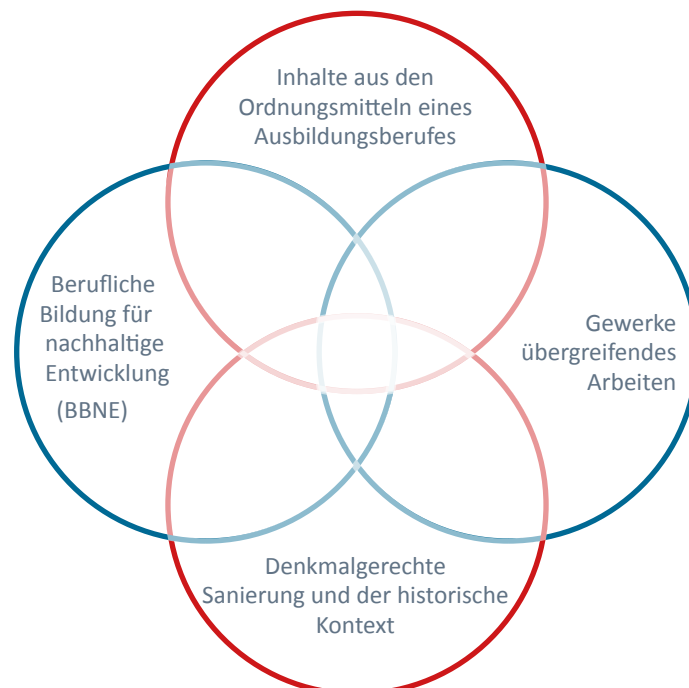 Inhalte aus den
Ordnungsmitteln eines
Ausbildungsberufes
Berufliche
Bildung für
nachhaltige
Entwicklung
(BBNE)
Gewerke
übergreifendes
Arbeiten
Denkmalgerechte
Sanierung und der historische
Kontext